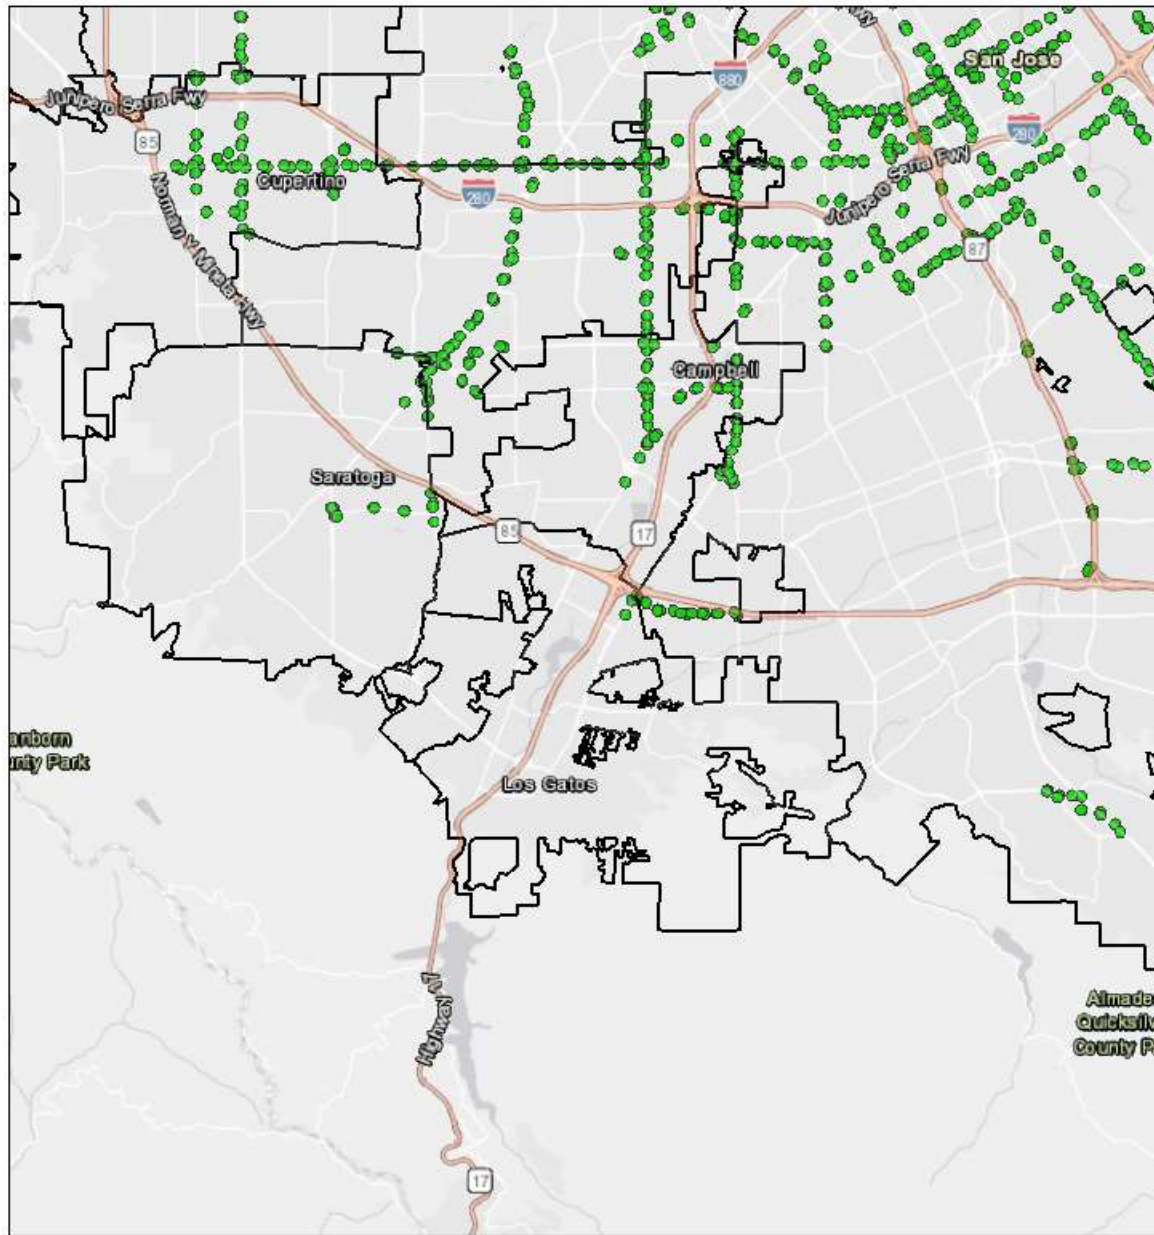 wy
San Jose
880
Junipero Serra Fwy
280
85
Cupertino
280
Junipero Serra Fwy
Norman Y Mineta Hwy
87
Campbell
Saratoga
85
17
anborn
unty Park
Los Gatos
Almade
Quicksilv
County P
Highway 17
17